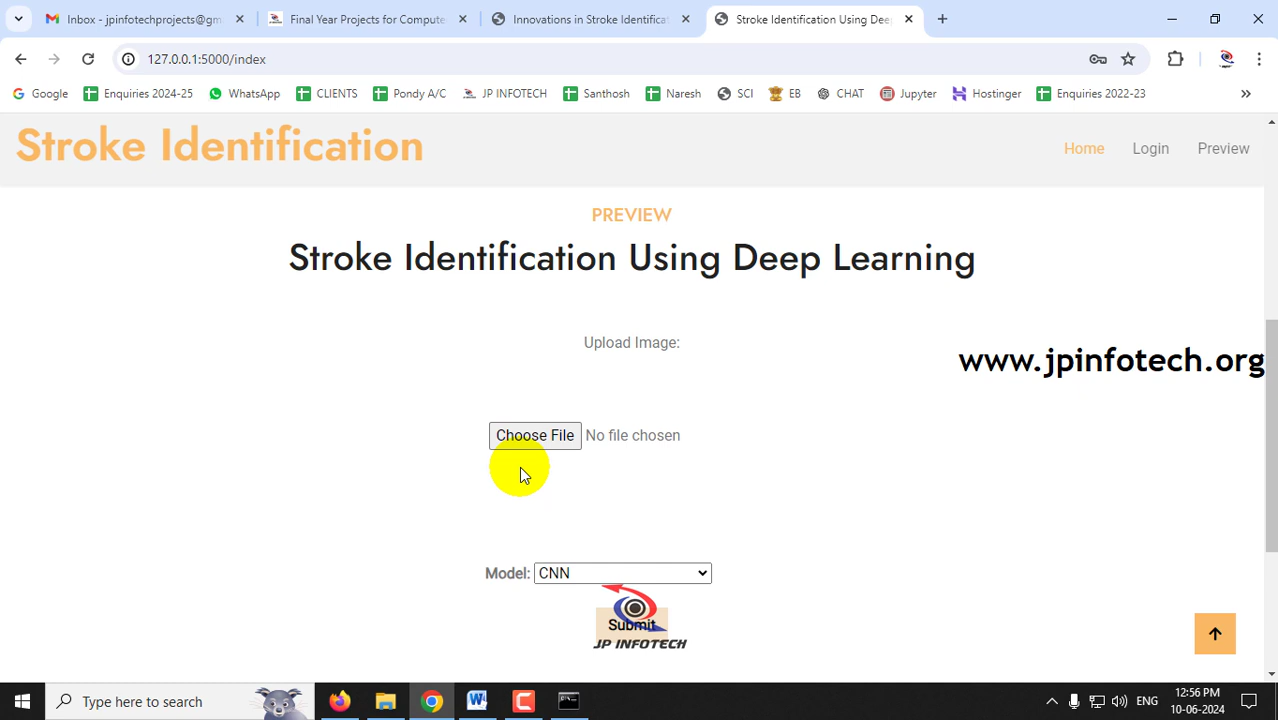 Inbox - jpinfotechprojects@gm
Final Year Projects for Compute
Innovations in Stroke Identificat
Stroke Identification Using Dee
127.0.0.1:5000/index
Google
Enquiries 2024-25
WhatsApp
CLIENTS
Pondy A/C
JP INFOTECH
Santhosh
Naresh
SCI
EB
CHAT
Jupyter
Hostinger
Enquiries 2022-23
Stroke Identification
Home
Login
Preview
PREVIEW
Stroke Identification Using Deep Learning
Upload Image:
www.jpinfotech.org
Choose File No file chosen
Model: CNN
Submit
JP INFOTECH
Type here to search
ENG
12:56 PM
10-06-2024